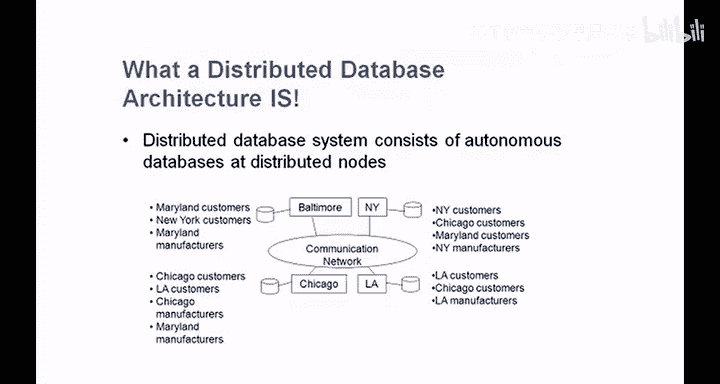 bilibili
What a Distributed Database
Architecture IS!
• Distributed database system consists of autonomous
databases at distributed nodes
• Maryland customers
• New York customers
• Maryland
manufacturers
Baltimore
NY
•NY customers
•Chicago customers
•Maryland customers
•NY manufacturers
Communication
Network
• Chicago customers
• LA customers
• Chicago
manufacturers
• Maryland
manufacturers
Chicago
LA
•LA customers
•Chicago customers
•LA manufacturers